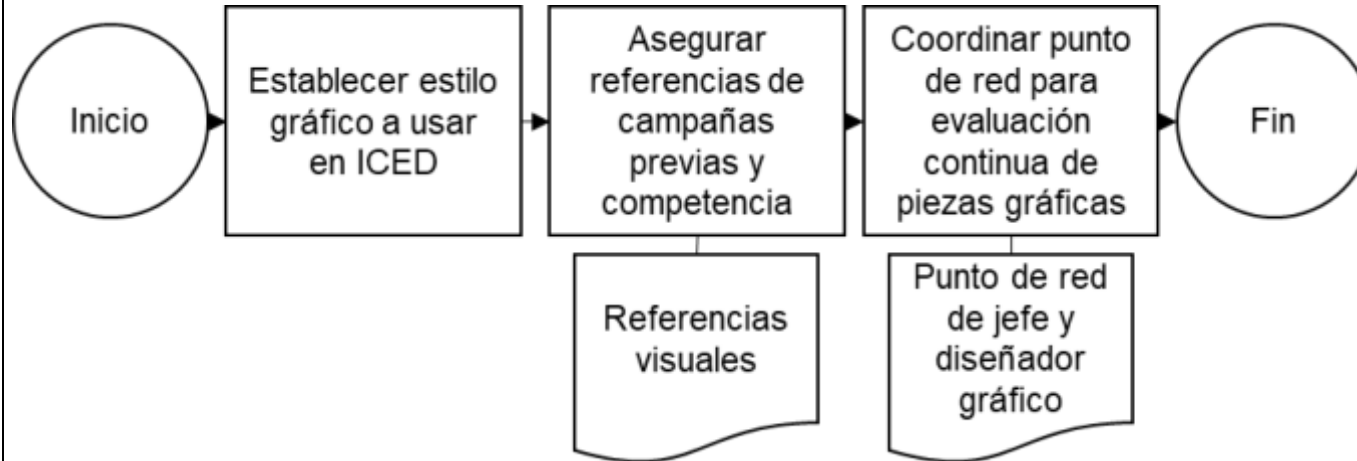 Inicio
Establecer estilo
gráfico a usar
en ICED
Asegurar
referencias de
campañas
previas y
competencia
Coordinar punto
de red para
evaluación
continua de
piezas gráficas
Fin
Referencias
visuales
Punto de red
de jefe y
diseñador
gráfico